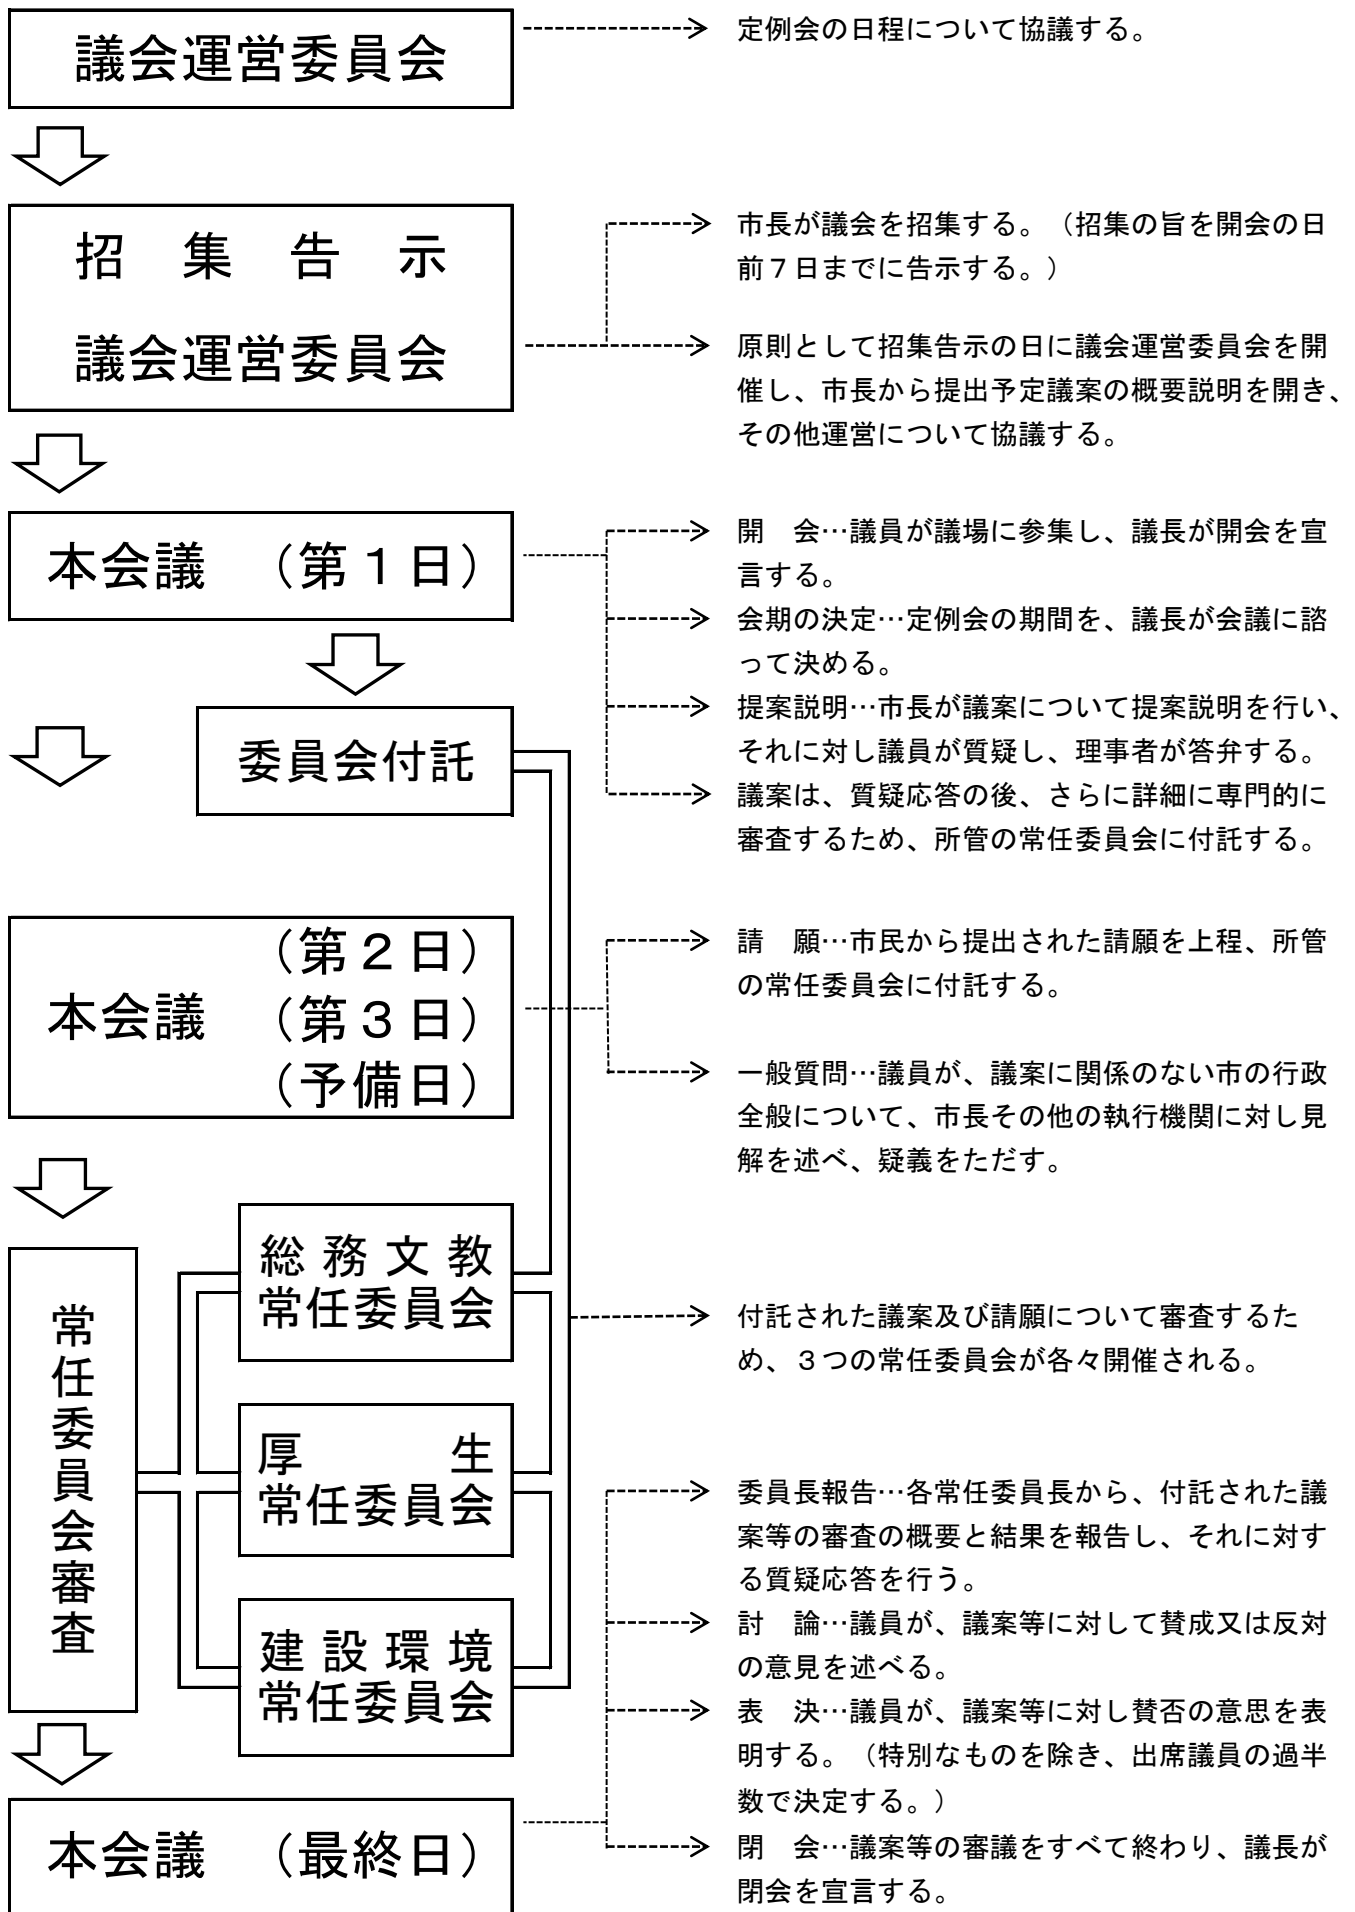 議会運営委員会
定例会の日程について協議する。
招集告示
議会運営委員会
市長が議会を招集する。（招集の旨を開会の日
前７日までに告示する。）
原則として招集告示の日に議会運営委員会を開
催し、市長から提出予定議案の概要説明を開き、
その他運営について協議する。
本会議　（第１日）
開　会…議員が議場に参集し、議長が開会を宣
言する。
会期の決定…定例会の期間を、議長が会議に諮
って決める。
提案説明…市長が議案について提案説明を行い、
それに対し議員が質疑し、理事者が答弁する。
議案は、質疑応答の後、さらに詳細に専門的に
審査するため、所管の常任委員会に付託する。
委員会付託
（第２日）
本会議　（第３日）
（予備日）
請　願…市民から提出された請願を上程、所管
の常任委員会に付託する。
一般質問…議員が、議案に関係のない市の行政
全般について、市長その他の執行機関に対し見
解を述べ、疑義をただす。
常任委員会審査
総務文教
常任委員会
厚生
常任委員会
建設環境
常任委員会
付託された議案及び請願について審査するた
め、３つの常任委員会が各々開催される。
本会議　（最終日）
委員長報告…各常任委員長から、付託された議
案等の審査の概要と結果を報告し、それに対す
る質疑応答を行う。
討　論…議員が、議案等に対して賛成又は反対
の意見を述べる。
表　決…議員が、議案等に対し賛否の意思を表
明する。（特別なものを除き、出席議員の過半
数で決定する。）
閉　会…議案等の審議をすべて終わり、議長が
閉会を宣言する。